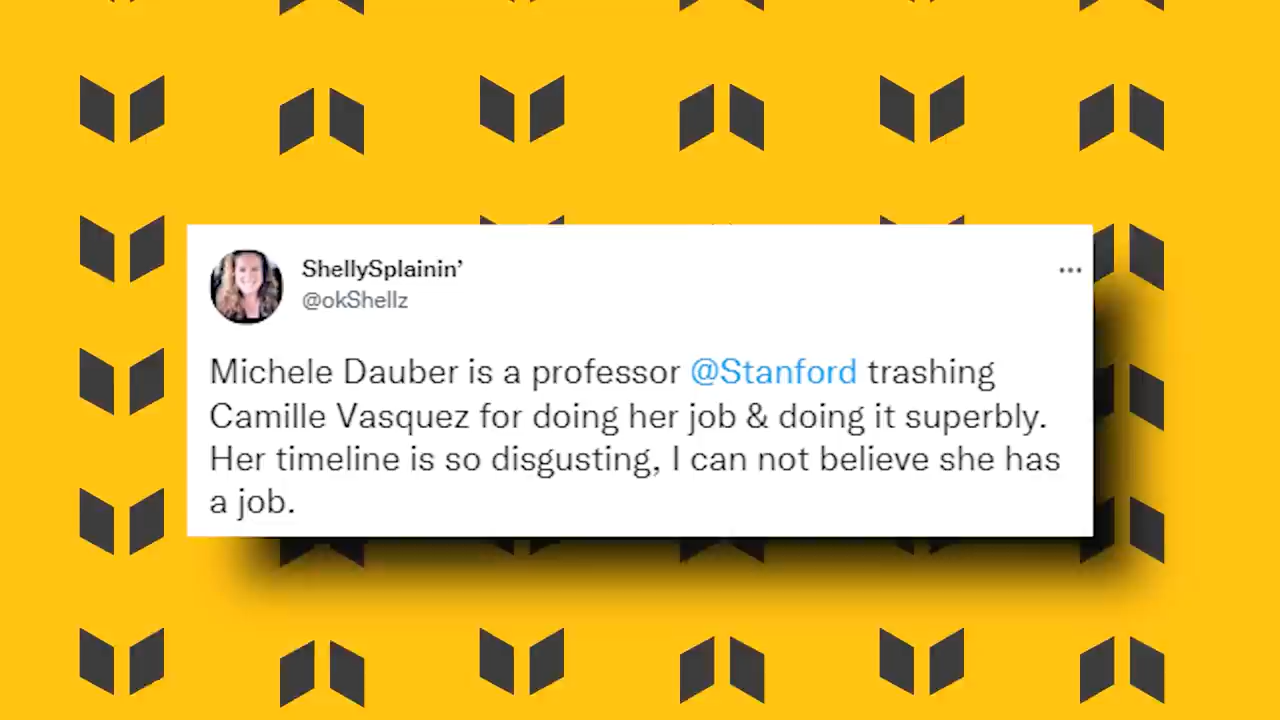 ShellySplainin’
@okShellz
Michele Dauber is a professor @Stanford trashing
Camille Vasquez for doing her job & doing it superbly.
Her timeline is so disgusting, I can not believe she has
a job.